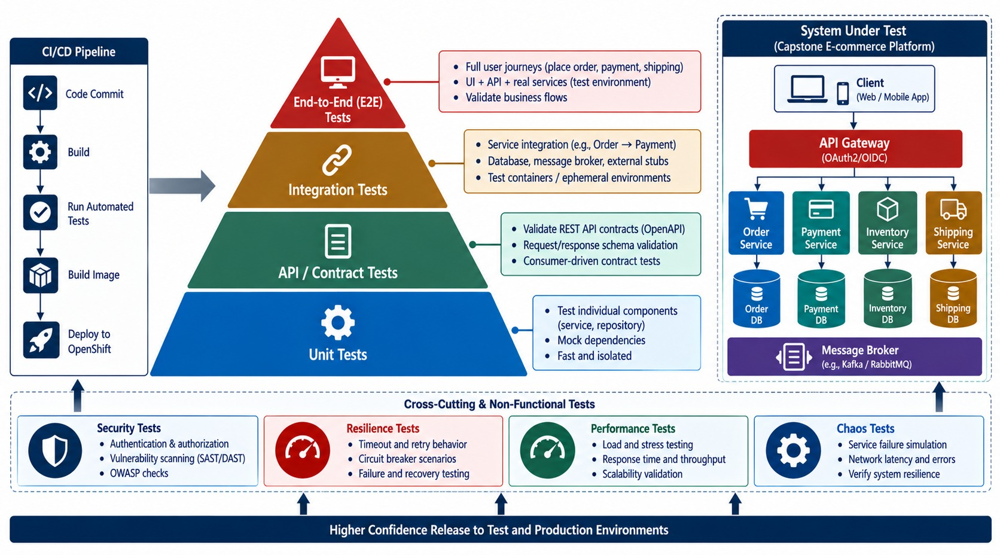 CI/CD Pipeline
Code Commit
Build
Run Automated
Tests
Build Image
Deploy to
OpenShift
End-to-End (E2E)
Tests
Integration Tests
API / Contract Tests
Unit Tests
• Full user journeys (place order, payment, shipping)
• UI + API + real services (test environment)
• Validate business flows
• Service integration (e.g., Order → Payment)
• Database, message broker, external stubs
• Test containers / ephemeral environments
• Validate REST API contracts (OpenAPI)
• Request/response schema validation
• Consumer-driven contract tests
• Test individual components
(service, repository)
• Mock dependencies
• Fast and isolated
System Under Test
(Capstone E-commerce Platform)
Client
(Web / Mobile App)
API Gateway
(OAuth2/OIDC)
Order
Service
Payment
Service
Inventory
Service
Shipping
Service
Order
DB
Payment
DB
Inventory
DB
Shipping
DB
Message Broker
(e.g., Kafka / RabbitMQ)
Cross-Cutting & Non-Functional Tests
Security Tests
• Authentication & authorization
• Vulnerability scanning (SAST/DAST)
• OWASP checks
Resilience Tests
• Timeout and retry behavior
• Circuit breaker scenarios
• Failure and recovery testing
Performance Tests
• Load and stress testing
• Response time and throughput
• Scalability validation
Chaos Tests
• Service failure simulation
• Network latency and errors
• Verify system resilience
Higher Confidence Release to Test and Production Environments